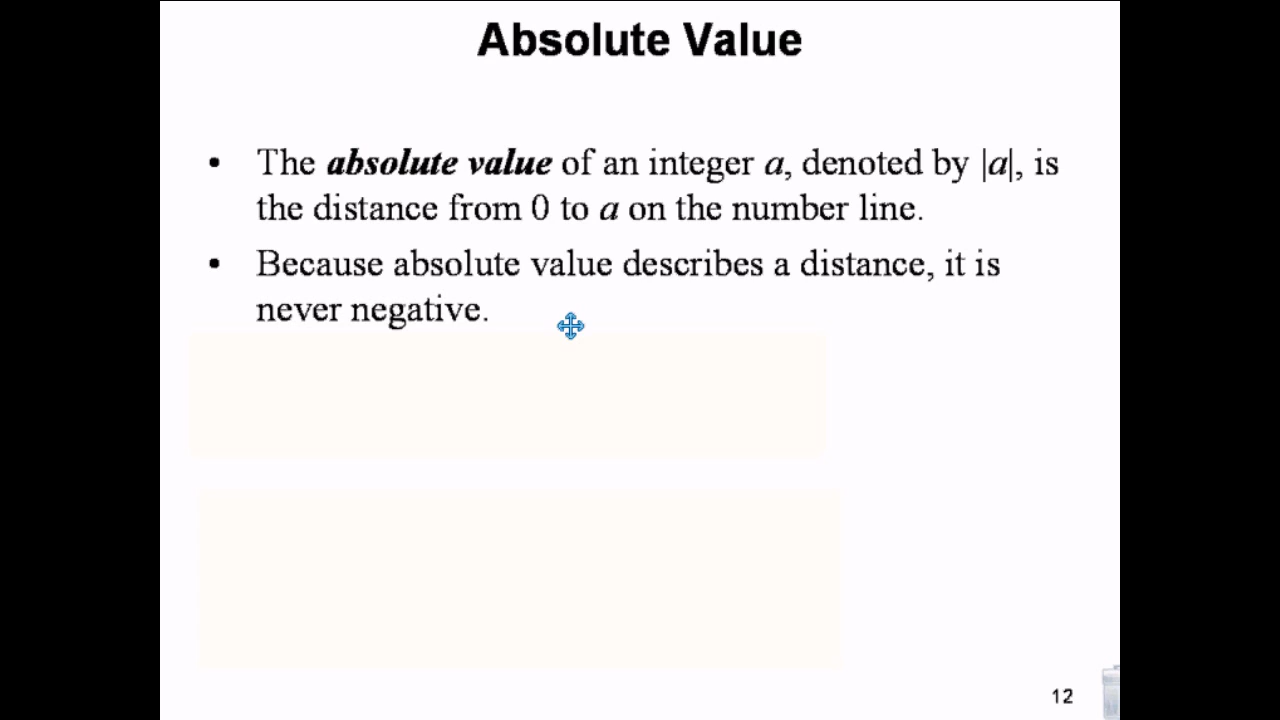 Absolute Value
• The absolute value of an integer a, denoted by |a|, is
the distance from 0 to a on the number line.
• Because absolute value describes a distance, it is
never negative.
12